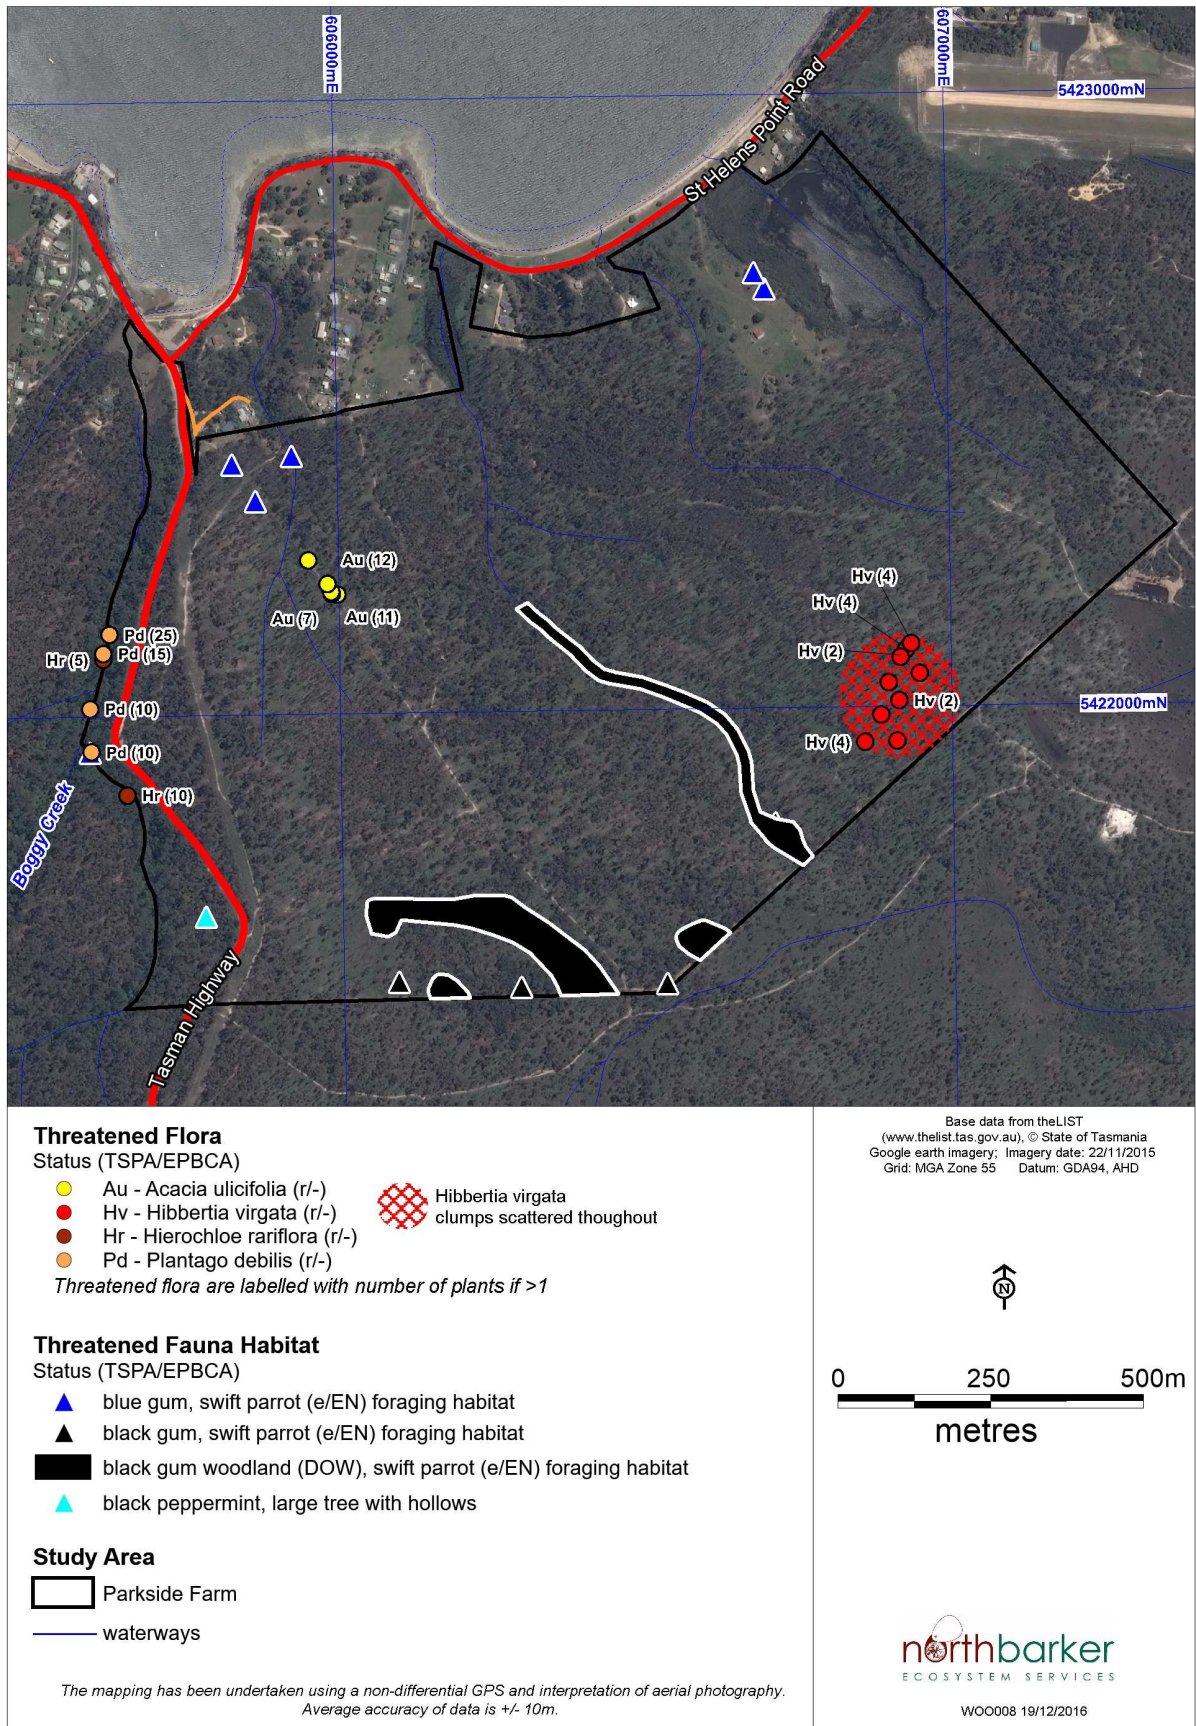 606000mE
607000mE
5423000mN
St Helens Point Road
Au (12)
Au (7)
Au (11)
Hv (4)
Hv (4)
Hv (2)
Hv (2)
Hv (4)
5422000mN
Pd (25)
Pd (15)
Hr (5)
Pd (10)
Pd (10)
Hr (10)
Boggy Creek
Tasman Highway
Threatened Flora
Status (TSPA/EPBCA)
Au - Acacia ulicifolia (r/-)
Hv - Hibbertia virgata (r/-)
Hr - Hierochloe rariflora (r/-)
Pd - Plantago debilis (r/-)
Hibbertia virgata
clumps scattered thoughout
Threatened flora are labelled with number of plants if >1
Threatened Fauna Habitat
Status (TSPA/EPBCA)
blue gum, swift parrot (e/EN) foraging habitat
black gum, swift parrot (e/EN) foraging habitat
black gum woodland (DOW), swift parrot (e/EN) foraging habitat
black peppermint, large tree with hollows
Study Area
Parkside Farm
waterways
The mapping has been undertaken using a non-differential GPS and interpretation of aerial photography.
Average accuracy of data is +/- 10m.
Base data from theLIST
(www.thelist.tas.gov.au), © State of Tasmania
Google earth imagery; Imagery date: 22/11/2015
Grid: MGA Zone 55 Datum: GDA94, AHD
N
0 250 500m
metres
northbarker
ECOSYSTEM SERVICES
WOO008 19/12/2016